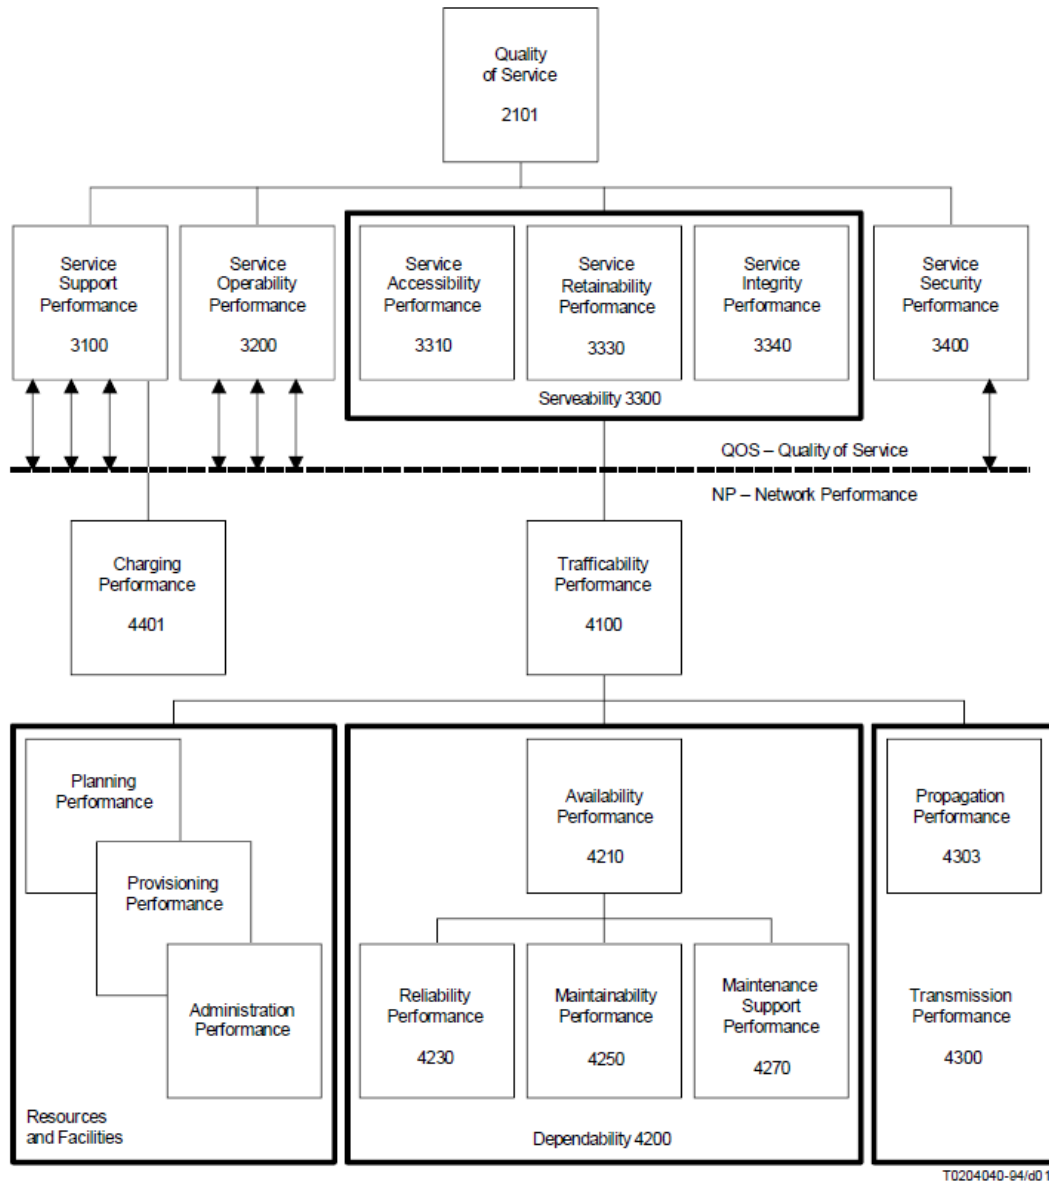 Quality
of Service
2101
Service
Support
Performance
3100
Service
Operability
Performance
3200
Service
Accessibility
Performance
3310
Service
Retainability
Performance
3330
Service
Integrity
Performance
3340
Serveability 3300
Service
Security
Performance
3400
QOS – Quality of Service
NP – Network Performance
Charging
Performance
4401
Trafficability
Performance
4100
Planning
Performance
Provisioning
Performance
Administration
Performance
Resources
and Facilities
Availability
Performance
4210
Reliability
Performance
4230
Maintainability
Performance
4250
Maintenance
Support
Performance
4270
Dependability 4200
Propagation
Performance
4303
Transmission
Performance
4300
T0204040-94/d01